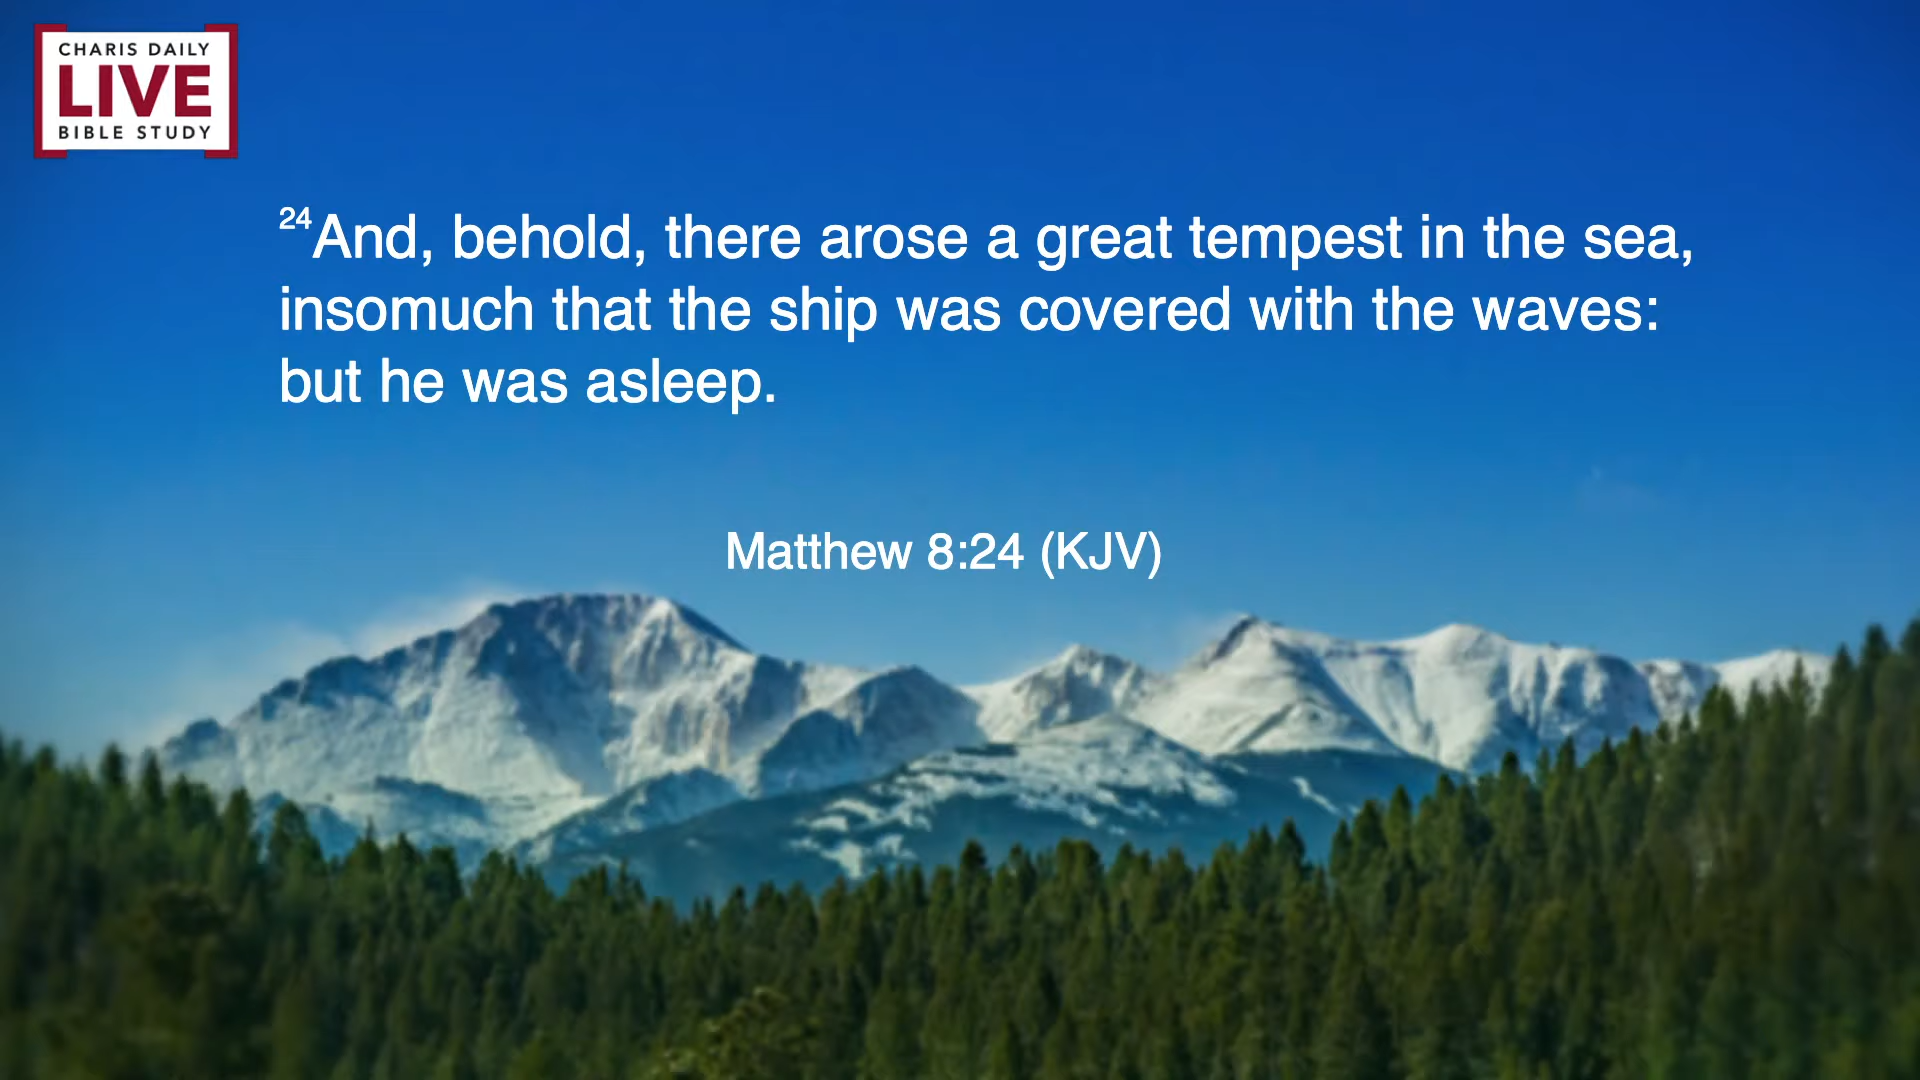 CHARIS DAILY
LIVE
BIBLE STUDY
24And, behold, there arose a great tempest in the sea,
insomuch that the ship was covered with the waves:
but he was asleep.
Matthew 8:24 (KJV)